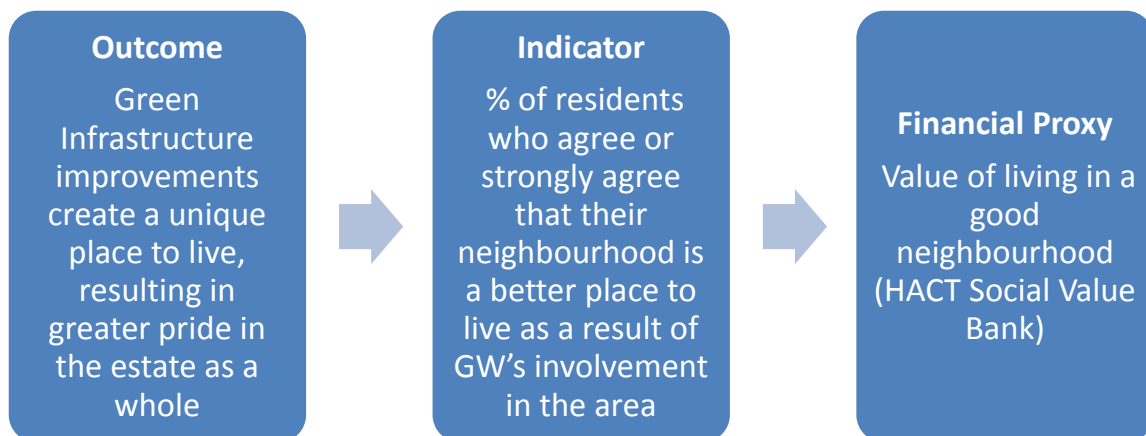 Outcome
Green
Infrastructure
improvements
create a unique
place to live,
resulting in
greater pride in
the estate as a
whole
Indicator
% of residents
who agree or
strongly agree
that their
neighbourhood is
a better place to
live as a result of
GW’s involvement
in the area
Financial Proxy
Value of living in a
good
neighbourhood
(HACT Social Value
Bank)